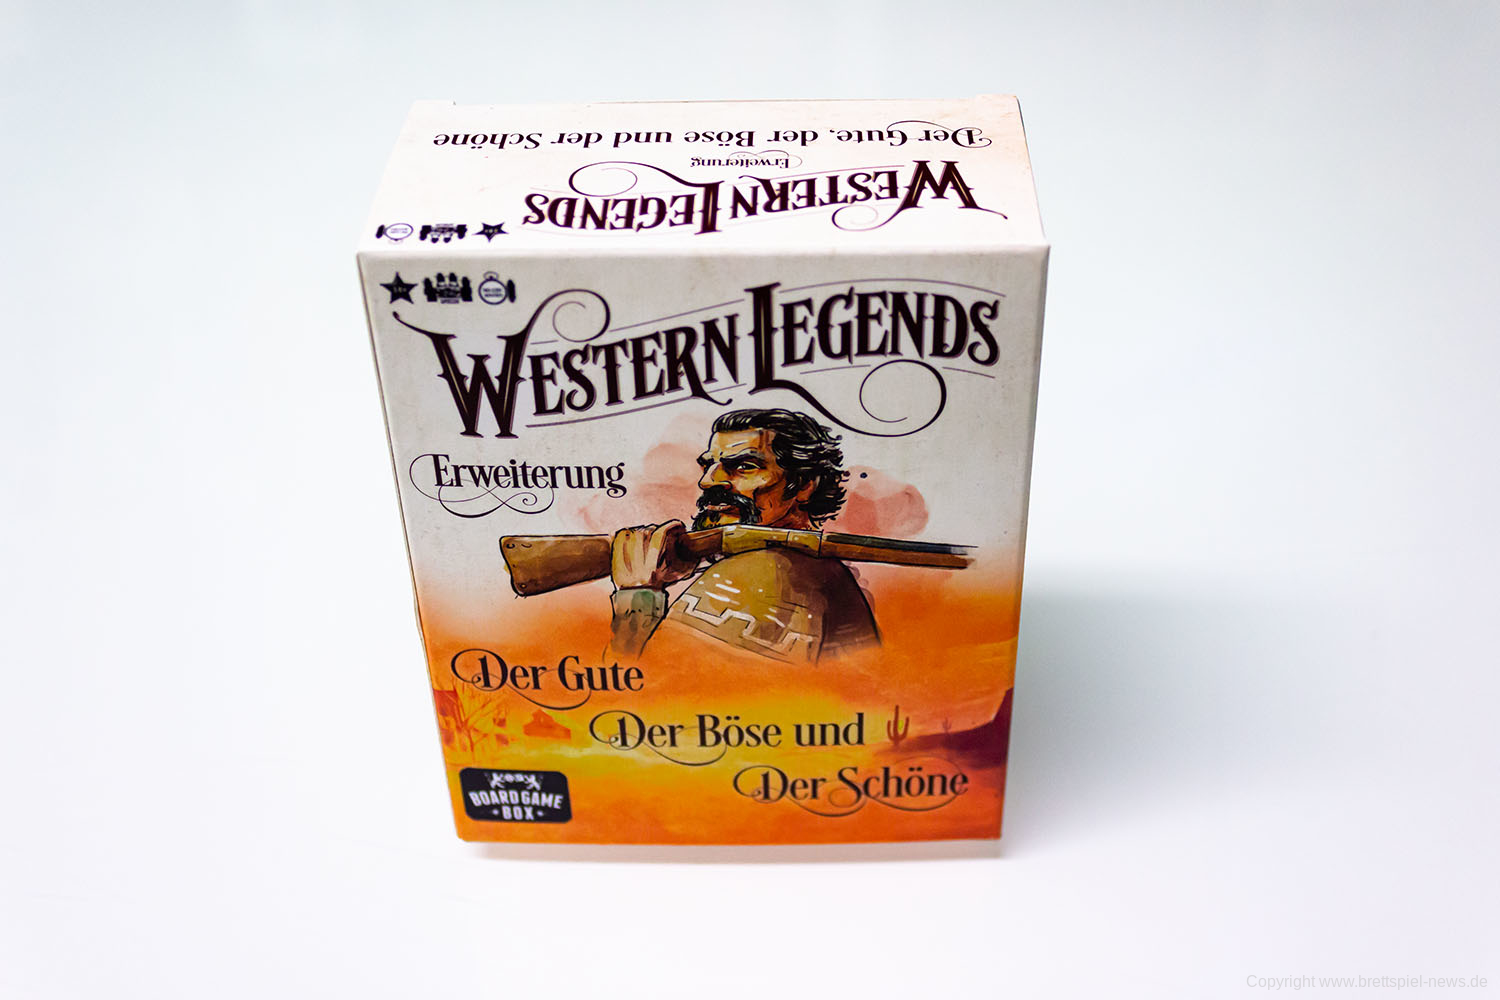 Der Gute, der Böse und der Schöne
Erweiterung
WESTERN LEGENDS
WESTERN LEGENDS
Erweiterung
Der Gute
Der Böse und
Der Schöne
BOARD GAME
BOX
Copyright www.brettspiel-news.de